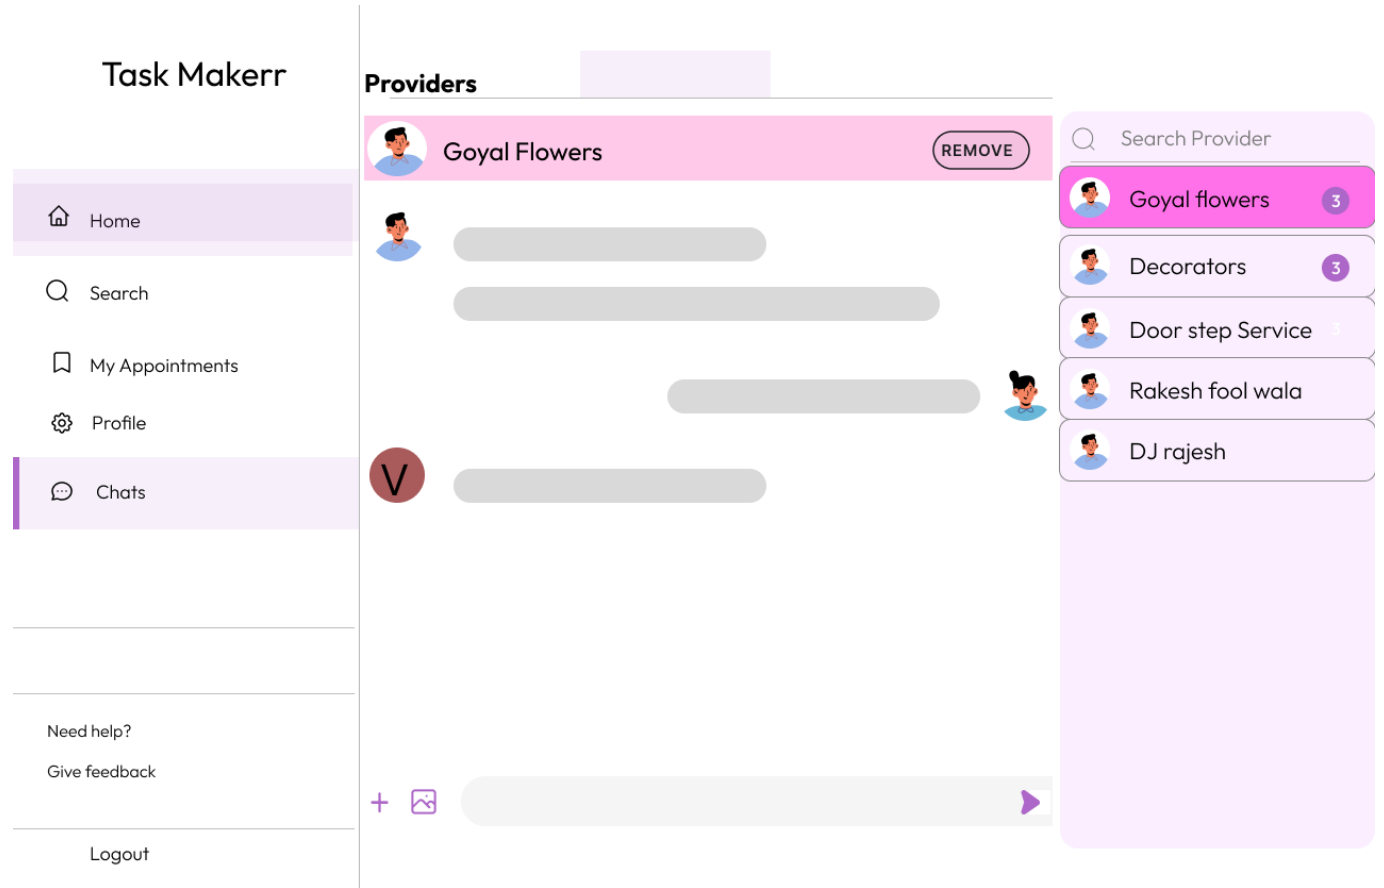 Task Makerr
Home
Search
My Appointments
Profile
Chats
Need help?
Give feedback
Logout
Providers
Goyal Flowers
REMOVE
V
Search Provider
Goyal flowers 3
Decorators 3
Door step Service 3
Rakesh fool wala
DJ rajesh